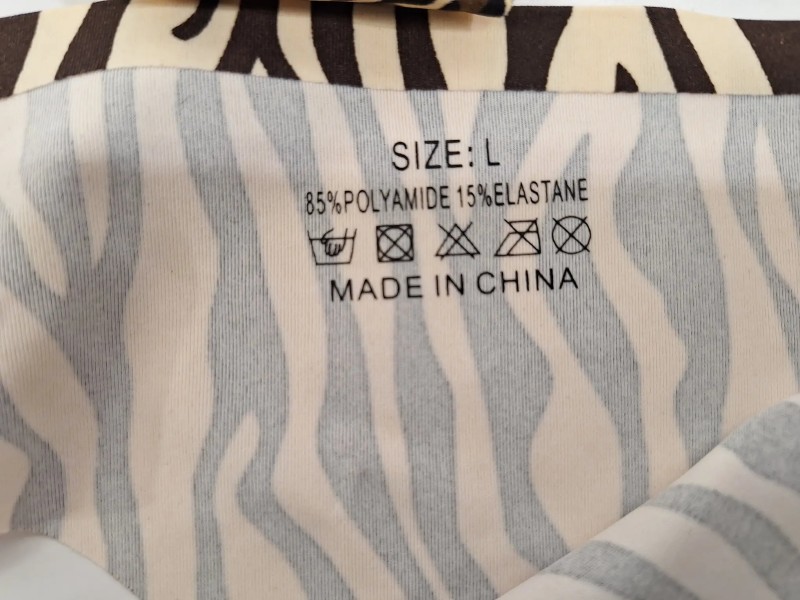 SIZE: L
85%POLYAMIDE 15%ELASTANE
MADE IN CHINA